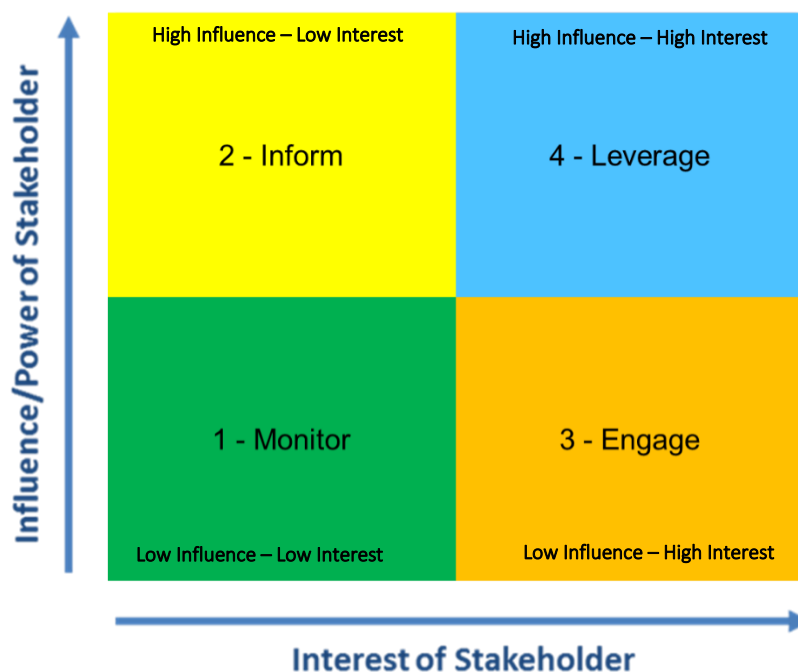 Influence/Power of Stakeholder
High Influence – Low Interest
High Influence – High Interest
2 - Inform
4 - Leverage
1 - Monitor
3 - Engage
Low Influence – Low Interest
Low Influence – High Interest
Interest of Stakeholder